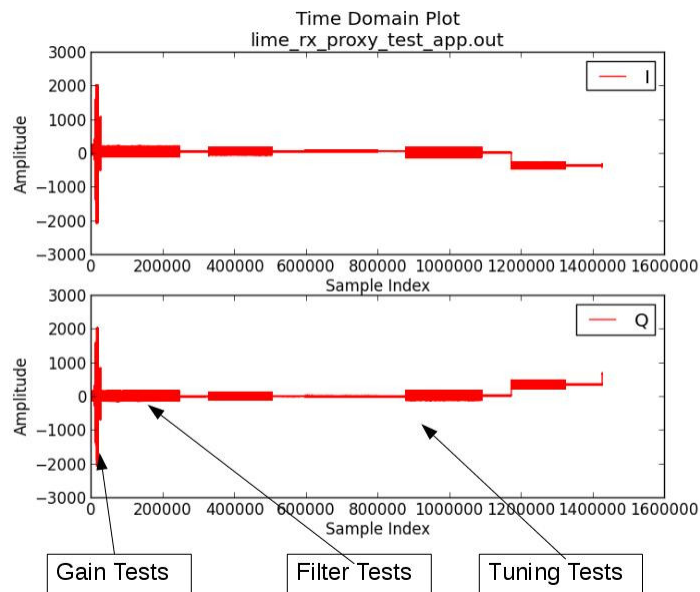 Time Domain Plot
lime_rx_proxy_test_app.out
3000
2000
1000
0
−1000
−2000
−3000
Amplitude
I
0 200000 400000 600000 800000 1000000 1200000 1400000 1600000
Sample Index
3000
2000
1000
0
−1000
−2000
−3000
Amplitude
Q
0 200000 400000 600000 800000 1000000 1200000 1400000 1600000
Sample Index
Gain Tests
Filter Tests
Tuning Tests